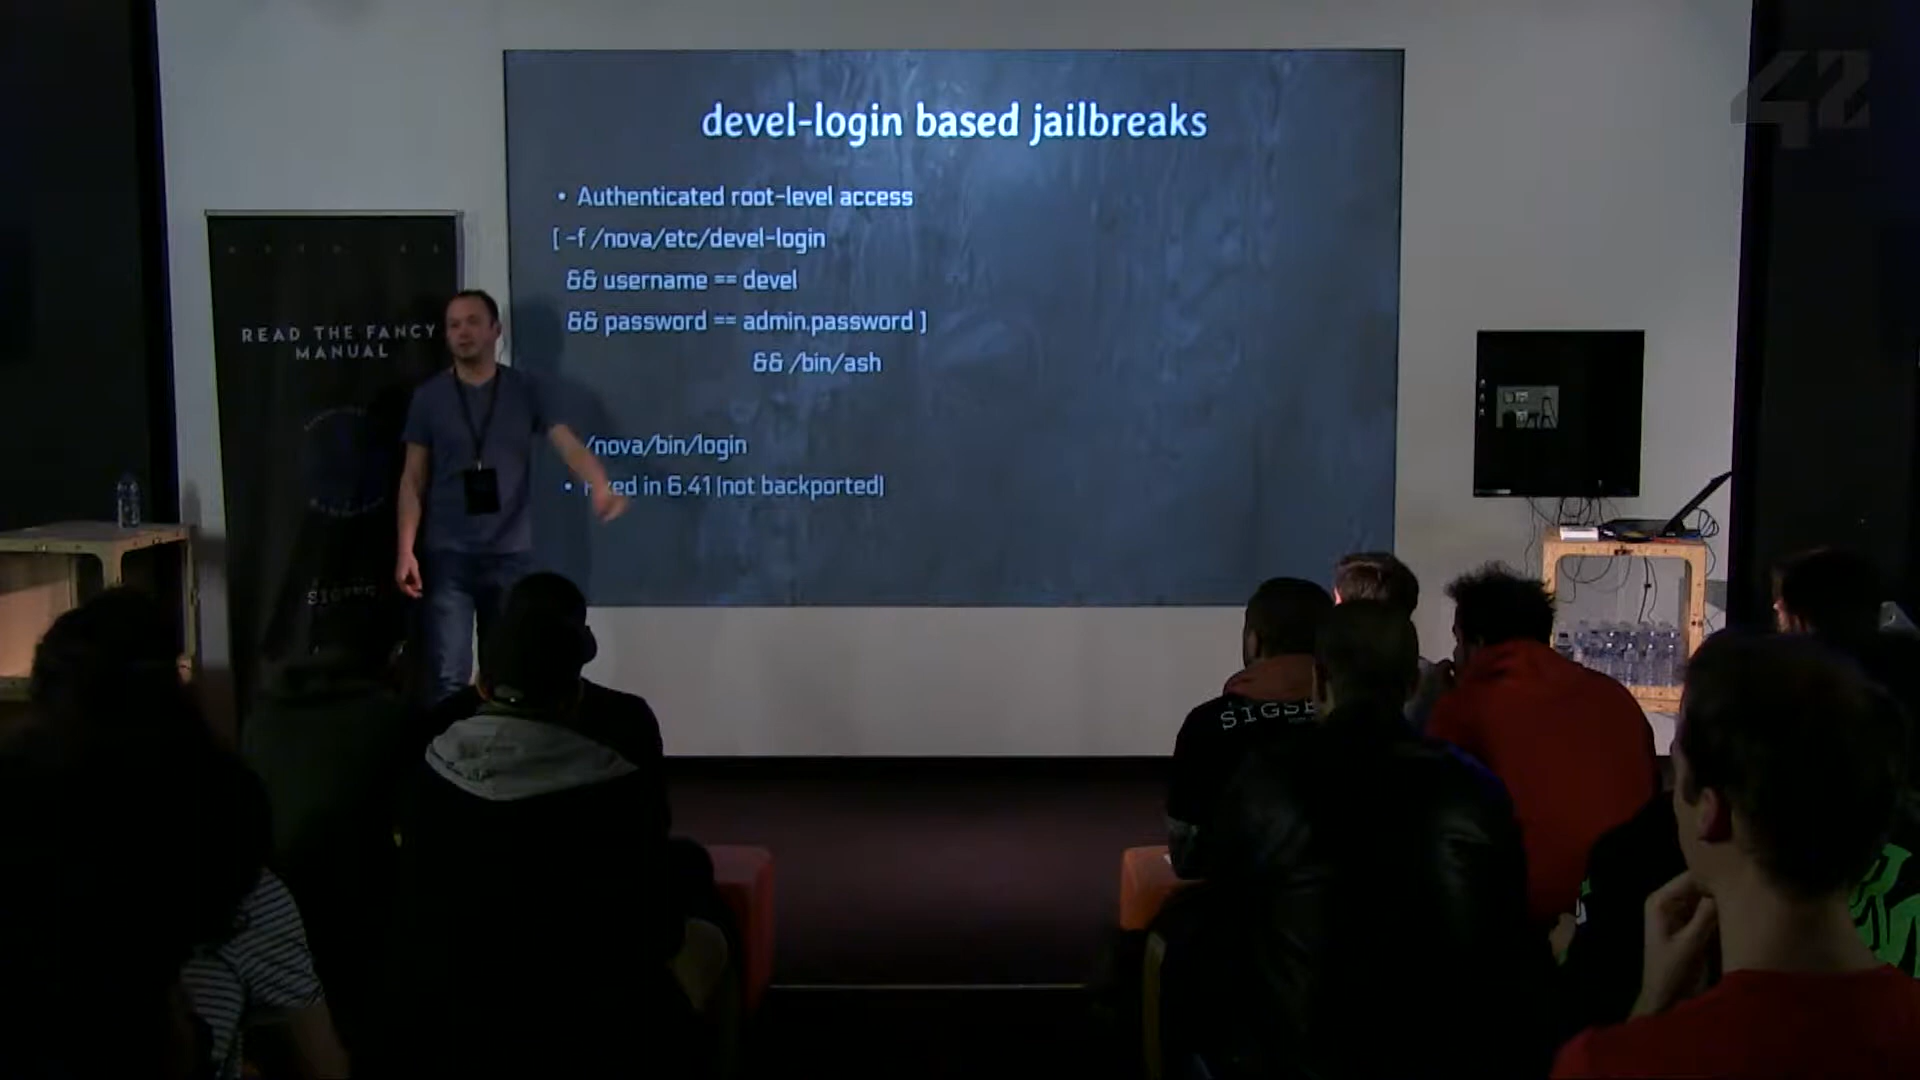 devel-login based jailbreaks
• Authenticated root-level access
[ -f /nova/etc/devel-login
&& username == devel
&& password == admin.password ]
&& /bin/ash
/nova/bin/login
• in 6.41 (not backported)
READ THE FANCY
MANUAL
42